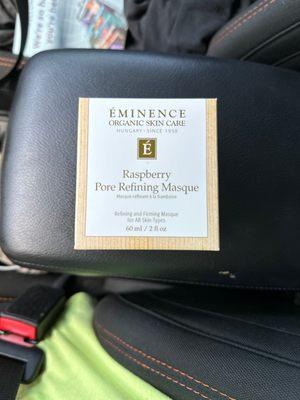 ÉMINENCE
ORGANIC SKIN CARE
HUNGARY · SINCE 1958
É
Raspberry
Pore Refining Masque
Masque raffinant à la framboise
Refining and Firming Masque
for All Skin Types
60 ml / 2 fl oz